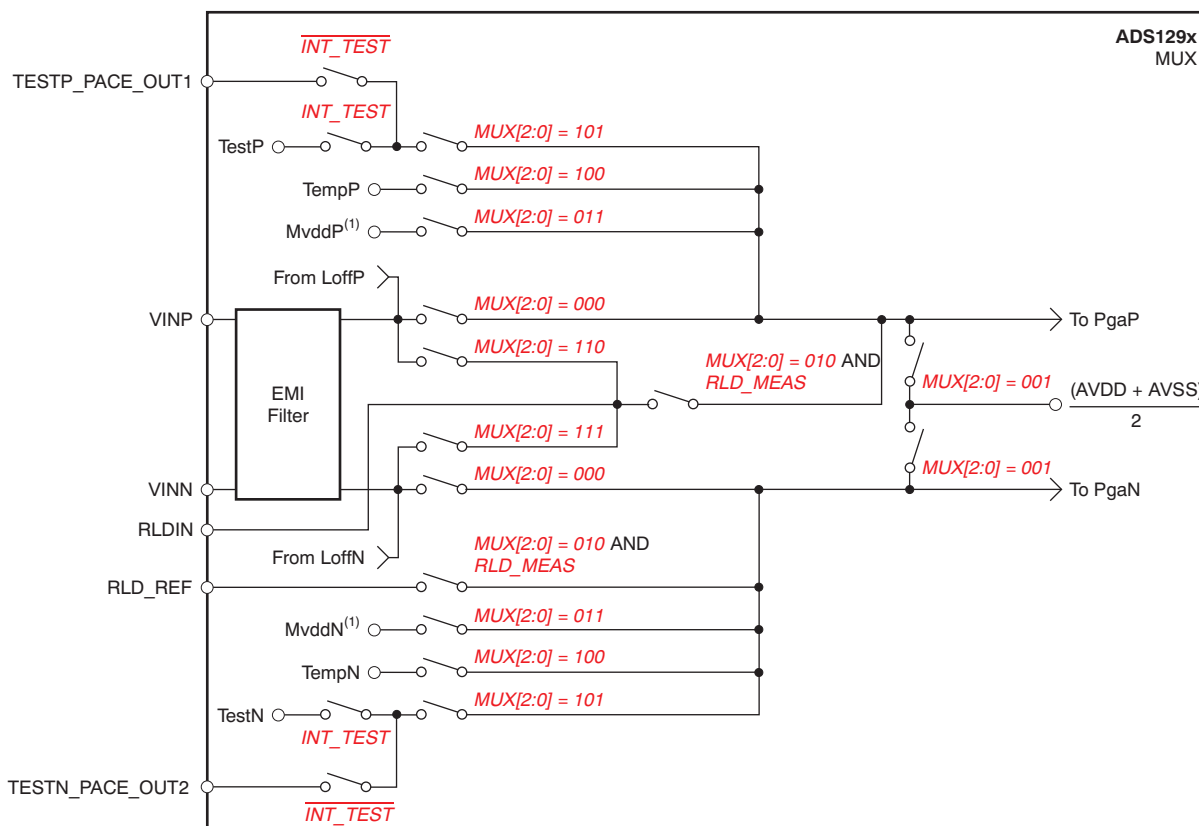 ADS129x
MUX
INT_TEST
TESTP_PACE_OUT1
INT_TEST
TestP
MUX[2:0] = 101
TempP
MUX[2:0] = 100
MvddP(1)
MUX[2:0] = 011
From LoffP
VINP
MUX[2:0] = 000
To PgaP
MUX[2:0] = 110
MUX[2:0] = 010 AND
RLD_MEAS
MUX[2:0] = 001
EMI
Filter
(AVDD + AVSS)
2
MUX[2:0] = 111
VINN
MUX[2:0] = 000
MUX[2:0] = 001
To PgaN
RLDIN
From LoffN
MUX[2:0] = 010 AND
RLD_MEAS
RLD_REF
MvddN(1)
MUX[2:0] = 011
TempN
MUX[2:0] = 100
TestN
MUX[2:0] = 101
INT_TEST
TESTN_PACE_OUT2
INT_TEST